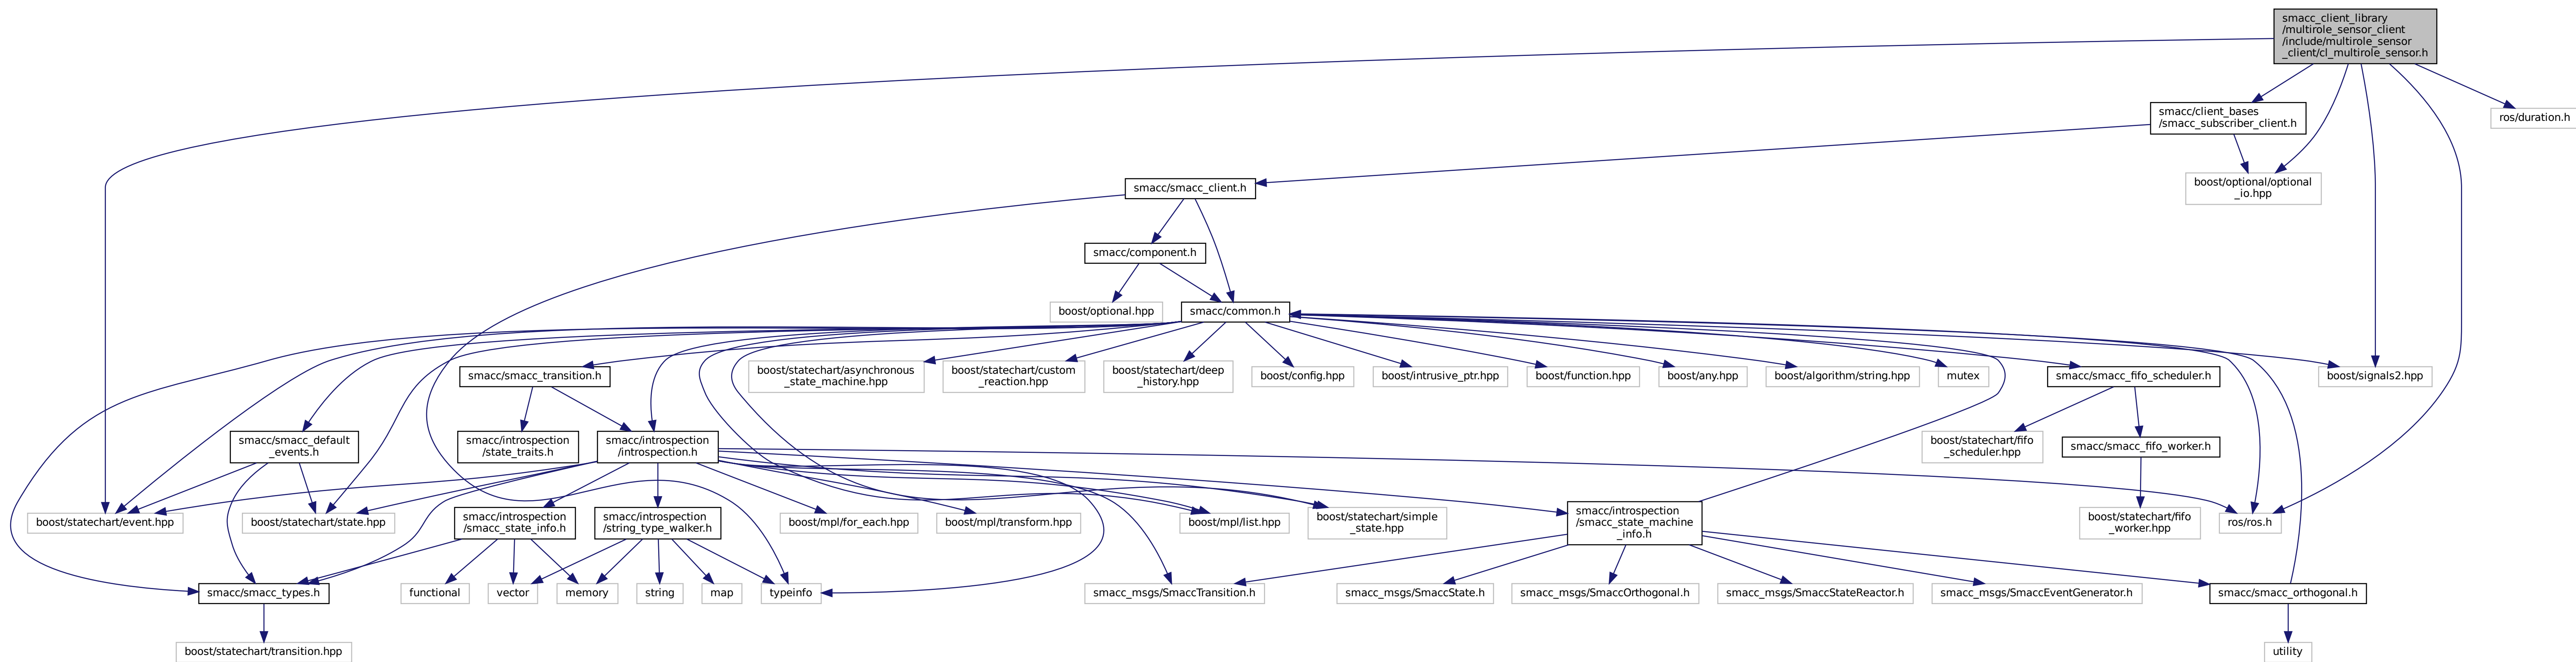 smacc_client_library
/multirole_sensor_client
/include/multirole_sensor
_client/cl_multirole_sensor.h
smacc/client_bases
/smacc_subscriber_client.h
ros/duration.h
smacc/smacc_client.h
boost/optional/optional
_io.hpp
smacc/component.h
boost/optional.hpp
smacc/common.h
smacc/smacc_transition.h
boost/statechart/asynchronous
_state_machine.hpp
boost/statechart/custom
_reaction.hpp
boost/statechart/deep
_history.hpp
boost/config.hpp
boost/intrusive_ptr.hpp
boost/function.hpp
boost/any.hpp
boost/algorithm/string.hpp
mutex
smacc/smacc_fifo_scheduler.h
boost/signals2.hpp
smacc/smacc_default
_events.h
smacc/introspection
/state_traits.h
smacc/introspection
/introspection.h
boost/statechart/fifo
_scheduler.hpp
smacc/smacc_fifo_worker.h
boost/statechart/event.hpp
boost/statechart/state.hpp
smacc/introspection
/smacc_state_info.h
smacc/introspection
/string_type_walker.h
boost/mpl/for_each.hpp
boost/mpl/transform.hpp
boost/mpl/list.hpp
boost/statechart/simple
_state.hpp
smacc/introspection
/smacc_state_machine
_info.h
boost/statechart/fifo
_worker.hpp
ros/ros.h
smacc/smacc_types.h
functional
vector
memory
string
map
typeinfo
smacc_msgs/SmaccTransition.h
smacc_msgs/SmaccState.h
smacc_msgs/SmaccOrthogonal.h
smacc_msgs/SmaccStateReactor.h
smacc_msgs/SmaccEventGenerator.h
smacc/smacc_orthogonal.h
boost/statechart/transition.hpp
utility